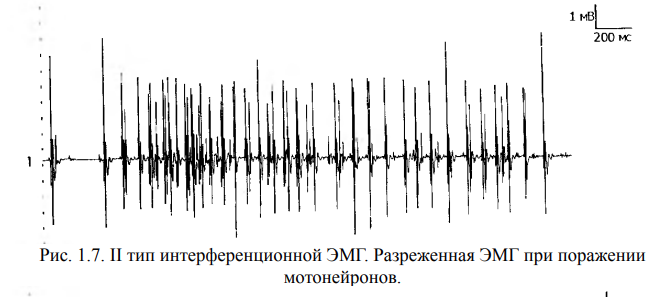 1 мВ
200 мс
1
Рис. 1.7. II тип интерференционной ЭМГ. Разреженная ЭМГ при поражении
мотонейронов.